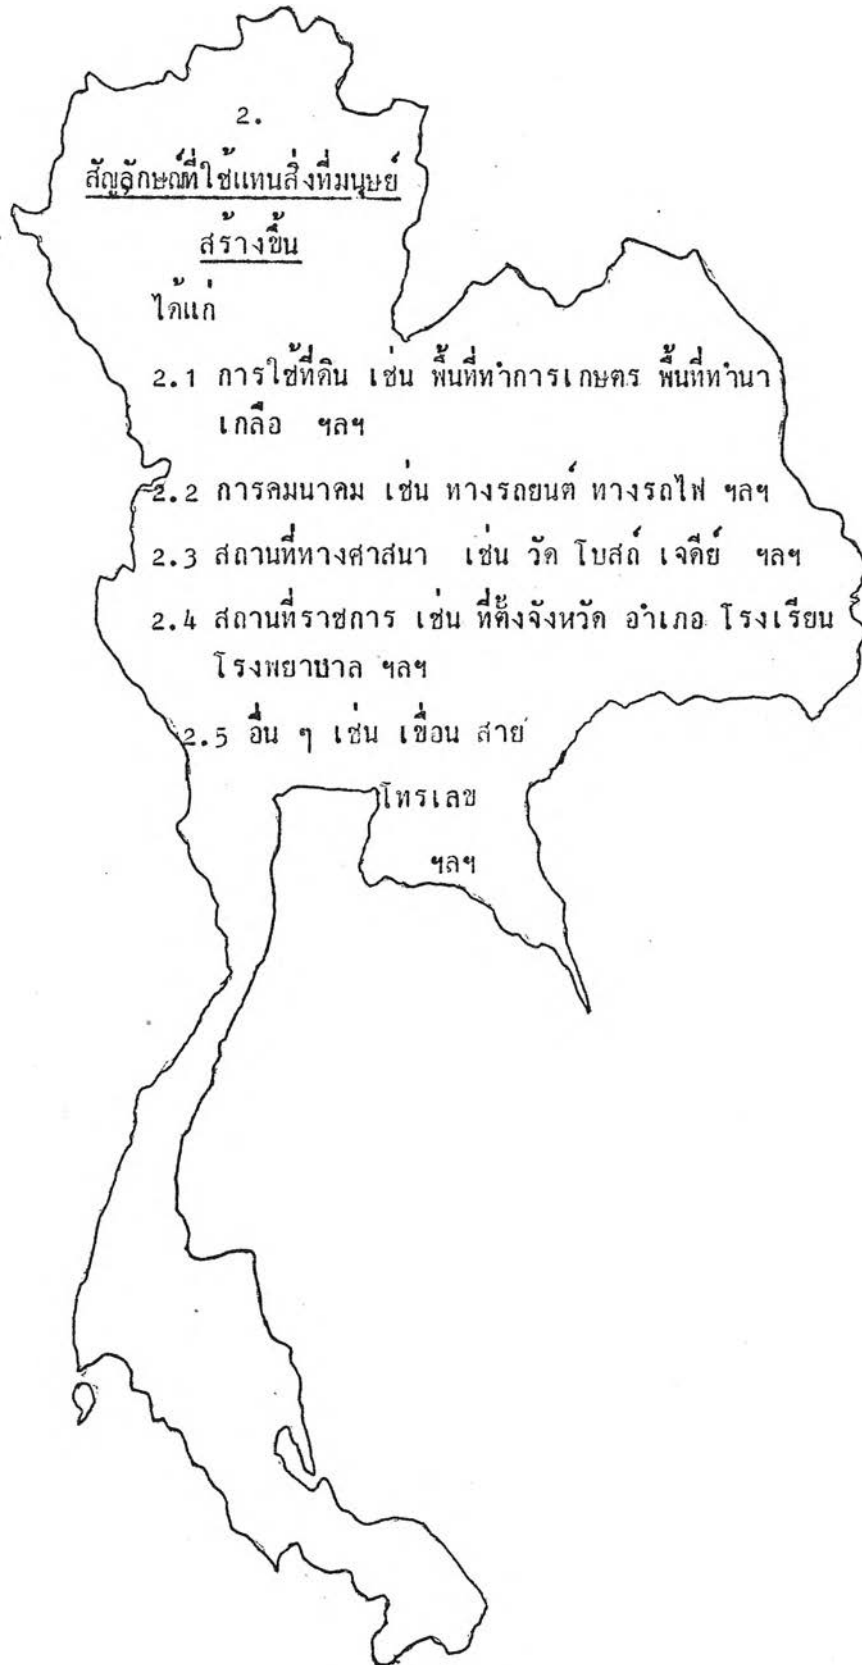 2.
สัญลักษณ์ที่ใช้แทนสิ่งที่มนุษย์
สร้างขึ้น
ได้แก่
2.1 การใช้ที่ดิน เช่น พื้นที่ทำการเกษตร พื้นที่ทำนา
เกลือ ฯลฯ
2.2 การคมนาคม เช่น ทางรถยนต์ ทางรถไฟ ฯลฯ
2.3 สถานที่ทางศาสนา เช่น วัด โบสถ์ เจดีย์ ฯลฯ
2.4 สถานที่ราชการ เช่น ที่ตั้งจังหวัด อำเภอ โรงเรียน
โรงพยาบาล ฯลฯ
2.5 อื่น ๆ เช่น เขื่อน สาย
โทรเลข
ฯลฯ